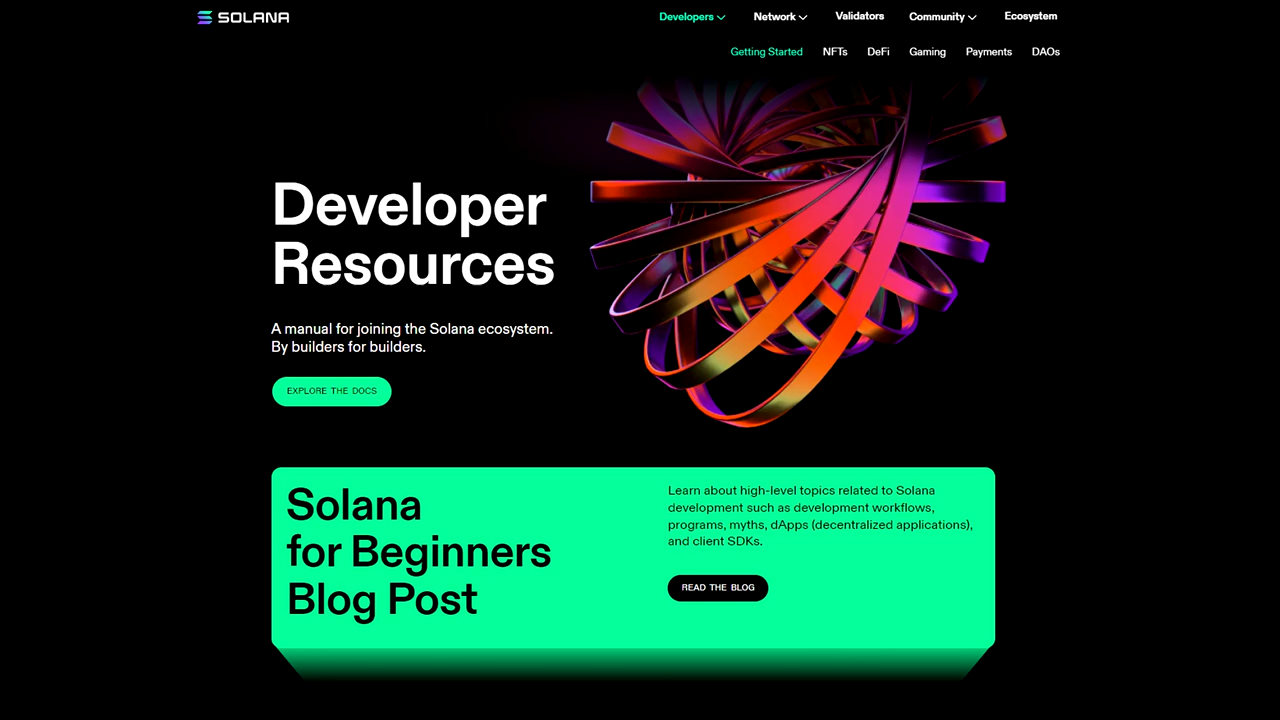 SOLANA
Developers
Network
Validators
Community
Ecosystem
Getting Started
NFTs
DeFi
Gaming
Payments
DAOs
Developer
Resources
A manual for joining the Solana ecosystem.
By builders for builders.
EXPLORE THE DOCS
Solana
for Beginners
Blog Post
Learn about high-level topics related to Solana
development such as development workflows,
programs, myths, dApps (decentralized applications),
and client SDKs.
READ THE BLOG